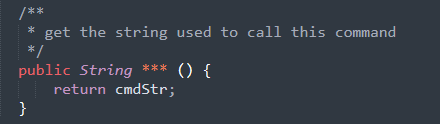 /**
 * get the string used to call this command
 */
public String *** () {
    return cmdStr;
}